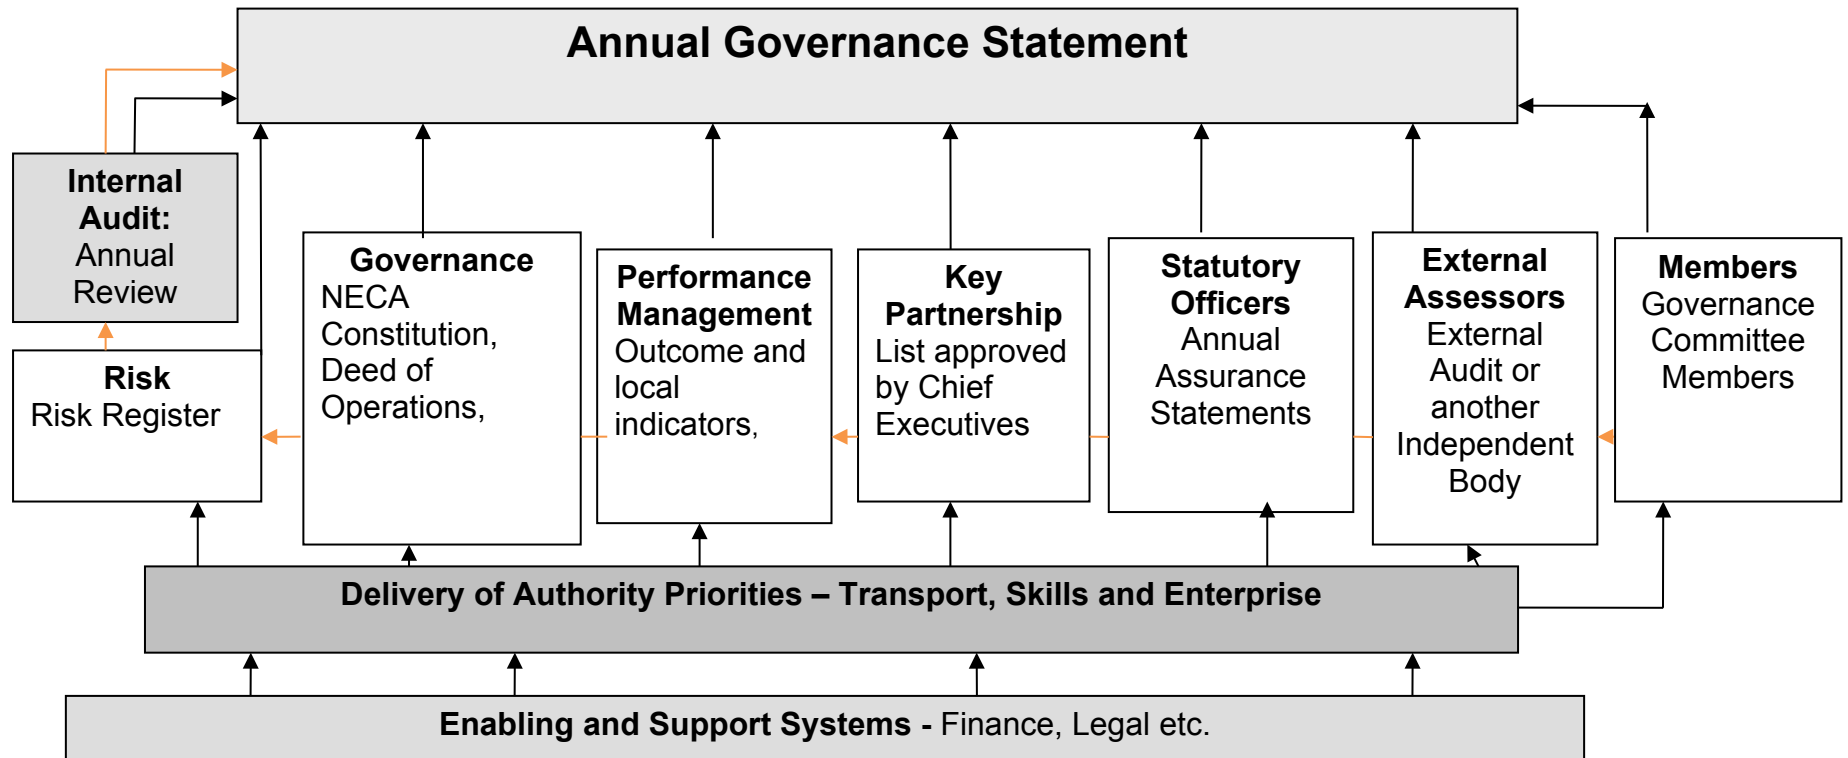 Annual Governance Statement
Internal
Audit:
Annual
Review
Risk
Risk Register
Governance
NECA
Constitution,
Deed of
Operations,
Performance
Management
Outcome and
local
indicators,
Key
Partnership
List approved
by Chief
Executives
Statutory
Officers
Annual
Assurance
Statements
External
Assessors
External
Audit or
another
Independent
Body
Members
Governance
Committee
Members
Delivery of Authority Priorities – Transport, Skills and Enterprise
Enabling and Support Systems - Finance, Legal etc.